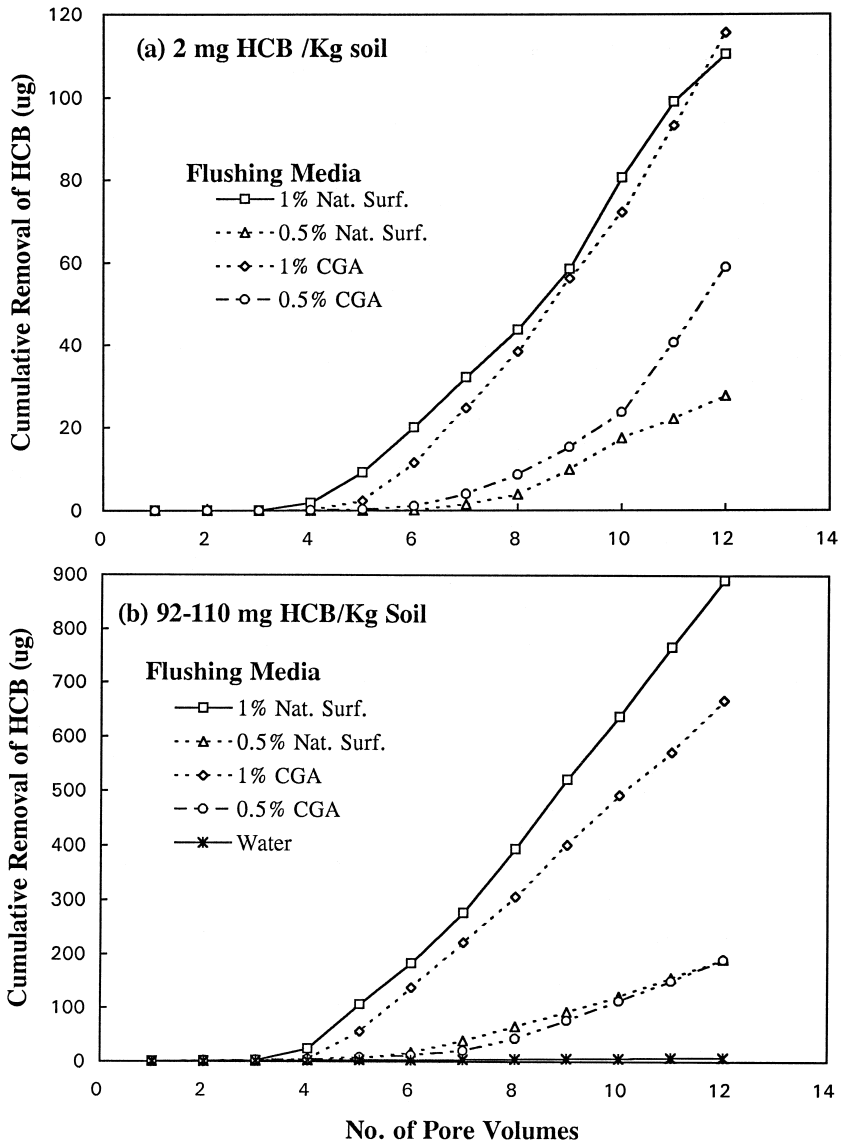 120
(a) 2 mg HCB /Kg soil
100
80
60
40
20
0
Cumulative Removal of HCB (ug)
Flushing Media
1% Nat. Surf.
0.5% Nat. Surf.
1% CGA
0.5% CGA
0 2 4 6 8 10 12 14
900
(b) 92-110 mg HCB/Kg Soil
800
700
600
500
400
300
200
100
0
Cumulative Removal of HCB (ug)
Flushing Media
1% Nat. Surf.
0.5% Nat. Surf.
1% CGA
0.5% CGA
Water
0 2 4 6 8 10 12 14
No. of Pore Volumes